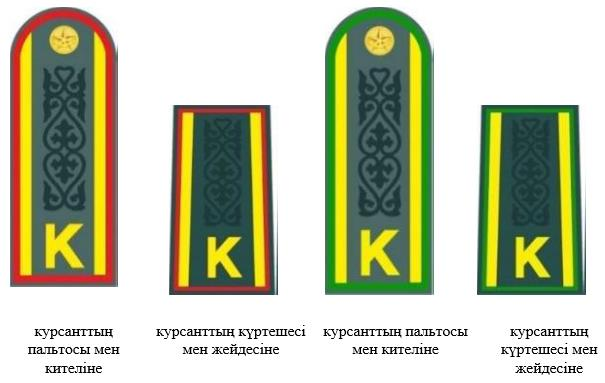 K
K
K
K
курсанттың
пальтосы мен
кителіне
курсанттың күртешесі
мен жейдесіне
курсанттың пальтосы
мен кителіне
курсанттың
күртешесі мен
жейдесіне